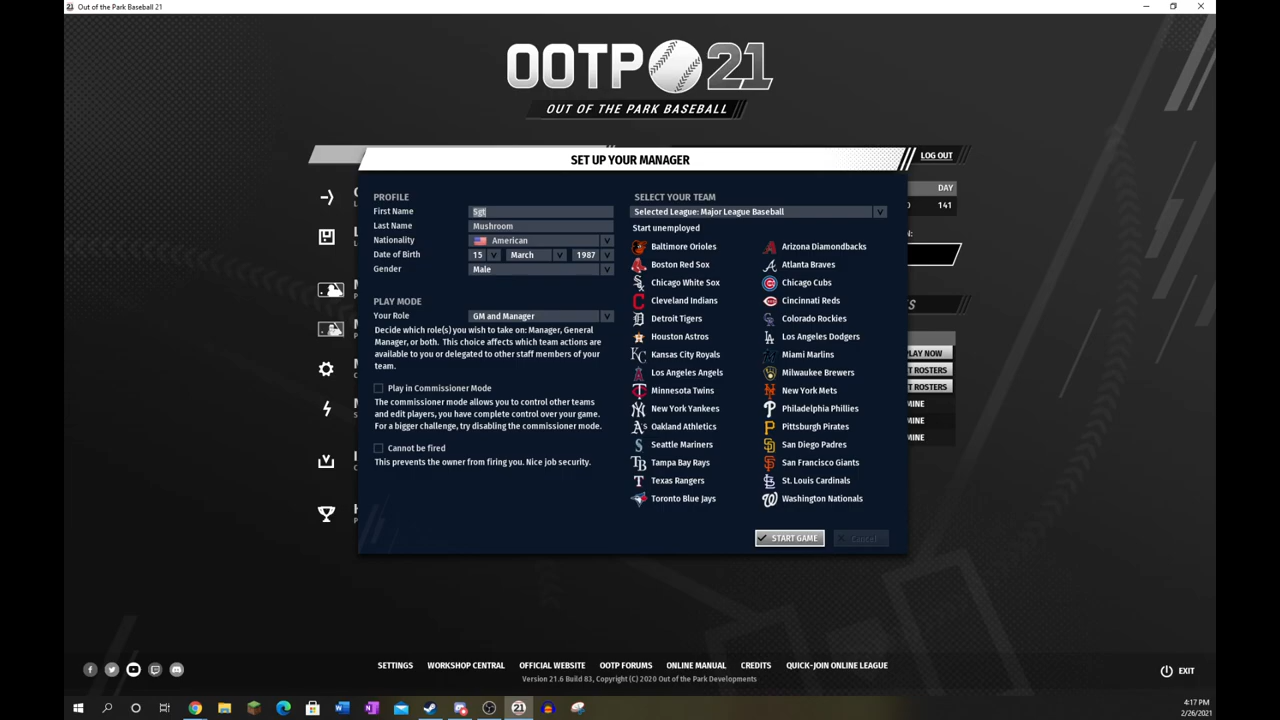 21 Out of the Park Baseball 21
OOTP 21
OUT OF THE PARK BASEBALL
SET UP YOUR MANAGER
LOG OUT
PROFILE
First Name Sgt
Last Name Mushroom
Nationality American
Date of Birth 15 March 1987
Gender Male
PLAY MODE
Your Role GM and Manager
Decide which role(s) you wish to take on: Manager, General
Manager, or both. This choice affects which team actions are
available to you or delegated to other staff members of your
team.
Play in Commissioner Mode
The commissioner mode allows you to control other teams
and edit players, you have complete control over your game.
For a bigger challenge, try disabling the commissioner mode.
Cannot be fired
This prevents the owner from firing you. Nice job security.
SELECT YOUR TEAM
Selected League: Major League Baseball
Start unemployed
Baltimore Orioles Arizona Diamondbacks
Boston Red Sox Atlanta Braves
Chicago White Sox Chicago Cubs
Cleveland Indians Cincinnati Reds
Detroit Tigers Colorado Rockies
Houston Astros Los Angeles Dodgers
Kansas City Royals Miami Marlins
Los Angeles Angels Milwaukee Brewers
Minnesota Twins New York Mets
New York Yankees Philadelphia Phillies
Oakland Athletics Pittsburgh Pirates
Seattle Mariners San Diego Padres
Tampa Bay Rays San Francisco Giants
Texas Rangers St. Louis Cardinals
Toronto Blue Jays Washington Nationals
START GAME Cancel
DAY
141
SETTINGS WORKSHOP CENTRAL OFFICIAL WEBSITE OOTP FORUMS ONLINE MANUAL CREDITS QUICK-JOIN ONLINE LEAGUE
Version 21.6 Build 83, Copyright (C) 2020 Out of the Park Developments
EXIT
4:17 PM
2/26/2021